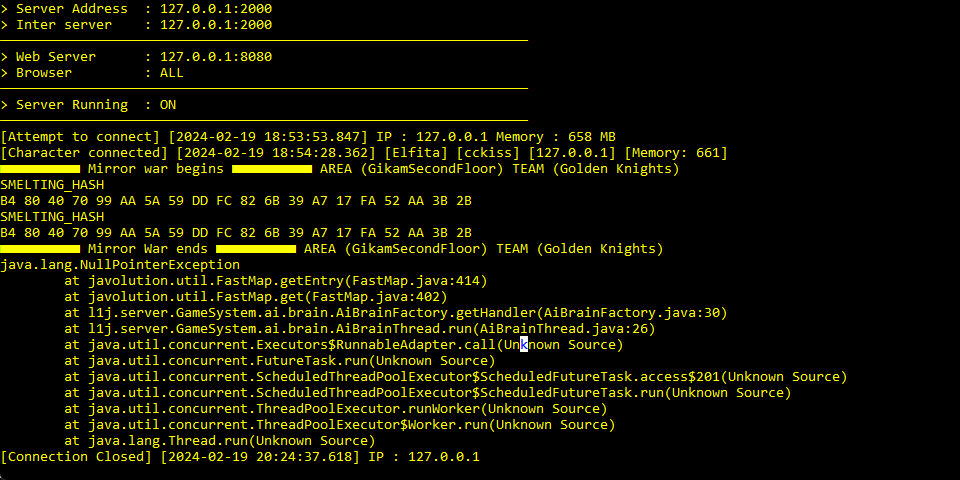 > Server Address  : 127.0.0.1:2000
> Inter server    : 127.0.0.1:2000
> Web Server      : 127.0.0.1:8080
> Browser         : ALL
> Server Running  : ON
[Attempt to connect] [2024-02-19 18:53:53.847] IP : 127.0.0.1 Memory : 658 MB
[Character connected] [2024-02-19 18:54:28.362] [Elfita] [cckiss] [127.0.0.1] [Memory: 661]
■■■■■■■■■■ Mirror war begins ■■■■■■■■■■ AREA (GikamSecondFloor) TEAM (Golden Knights)
SMELTING_HASH
B4 80 40 70 99 AA 5A 59 DD FC 82 6B 39 A7 17 FA 52 AA 3B 2B
SMELTING_HASH
B4 80 40 70 99 AA 5A 59 DD FC 82 6B 39 A7 17 FA 52 AA 3B 2B
■■■■■■■■■■ Mirror War ends ■■■■■■■■■■ AREA (GikamSecondFloor) TEAM (Golden Knights)
java.lang.NullPointerException
        at javolution.util.FastMap.getEntry(FastMap.java:414)
        at javolution.util.FastMap.get(FastMap.java:402)
        at l1j.server.GameSystem.ai.brain.AiBrainFactory.getHandler(AiBrainFactory.java:30)
        at l1j.server.GameSystem.ai.brain.AiBrainThread.run(AiBrainThread.java:26)
        at java.util.concurrent.Executors$RunnableAdapter.call(Unknown Source)
        at java.util.concurrent.FutureTask.run(Unknown Source)
        at java.util.concurrent.ScheduledThreadPoolExecutor$ScheduledFutureTask.access$201(Unknown Source)
        at java.util.concurrent.ScheduledThreadPoolExecutor$ScheduledFutureTask.run(Unknown Source)
        at java.util.concurrent.ThreadPoolExecutor.runWorker(Unknown Source)
        at java.util.concurrent.ThreadPoolExecutor$Worker.run(Unknown Source)
        at java.lang.Thread.run(Unknown Source)
[Connection Closed] [2024-02-19 20:24:37.618] IP : 127.0.0.1